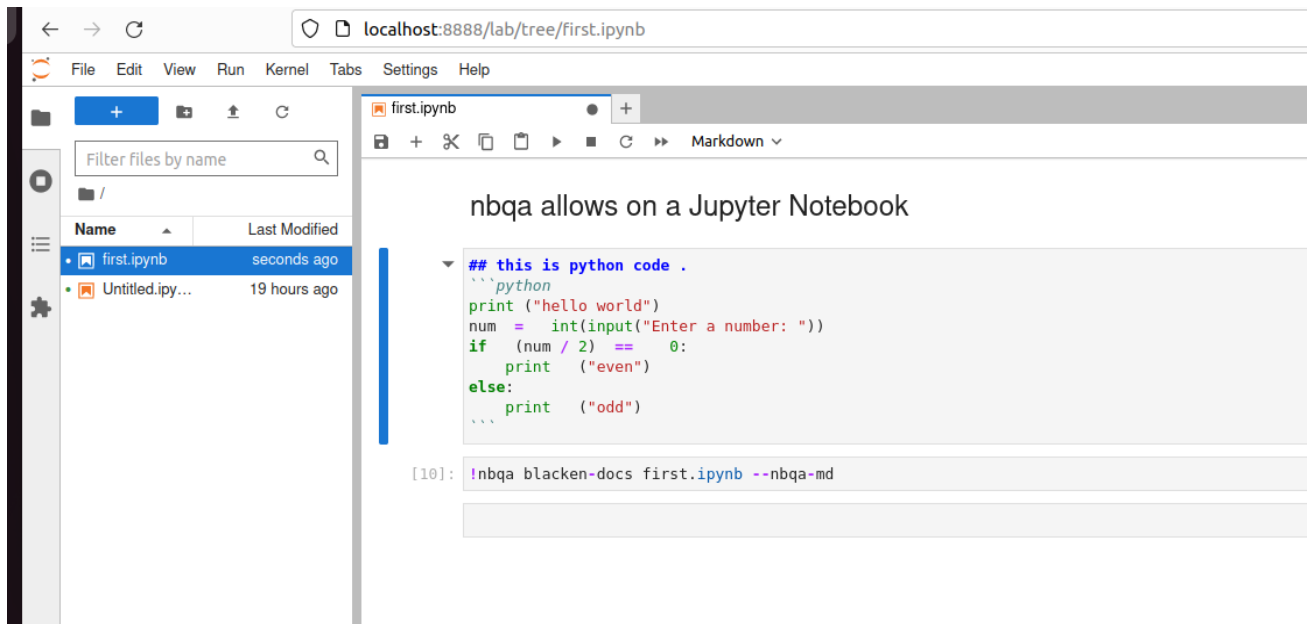 localhost:8888/lab/tree/first.ipynb
File Edit View Run Kernel Tabs Settings Help
first.ipynb
Markdown
Filter files by name
/
Name Last Modified
first.ipynb seconds ago
Untitled.ipy... 19 hours ago
nbqa allows on a Jupyter Notebook
## this is python code .
```python
print ("hello world")
num  =   int(input("Enter a number: "))
if   (num / 2)  ==    0:
    print   ("even")
else:
    print   ("odd")
```
[10]: !nbqa blacken-docs first.ipynb --nbqa-md